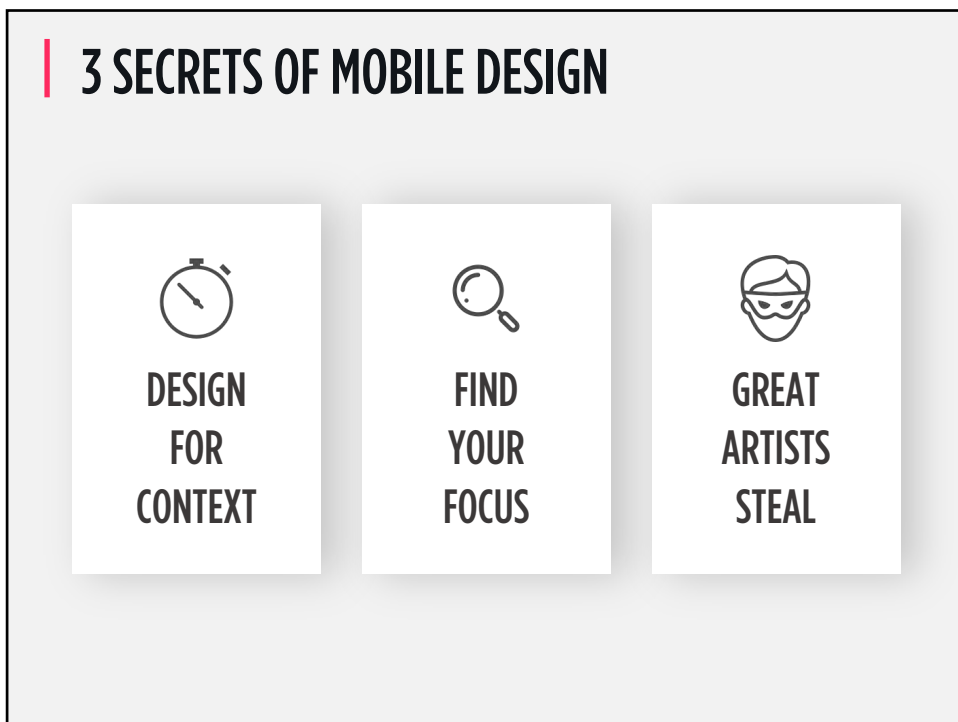 3 SECRETS OF MOBILE DESIGN
DESIGN
FOR
CONTEXT
FIND
YOUR
FOCUS
GREAT
ARTISTS
STEAL